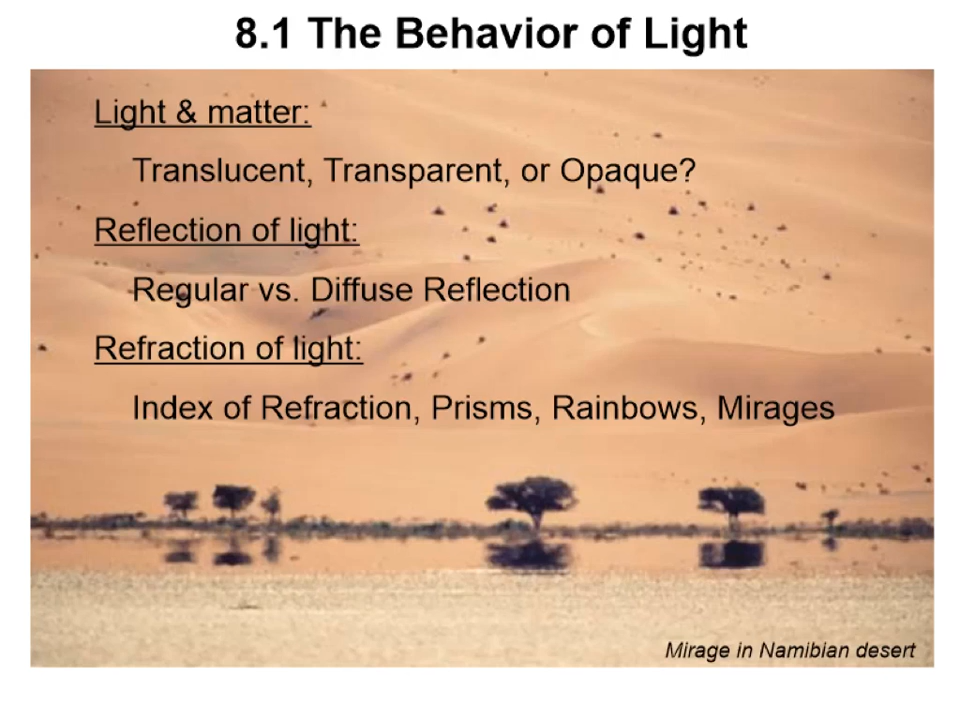 8.1 The Behavior of Light
Light & matter:
Translucent, Transparent, or Opaque?
Reflection of light:
Regular vs. Diffuse Reflection
Refraction of light:
Index of Refraction, Prisms, Rainbows, Mirages
Mirage in Namibian desert